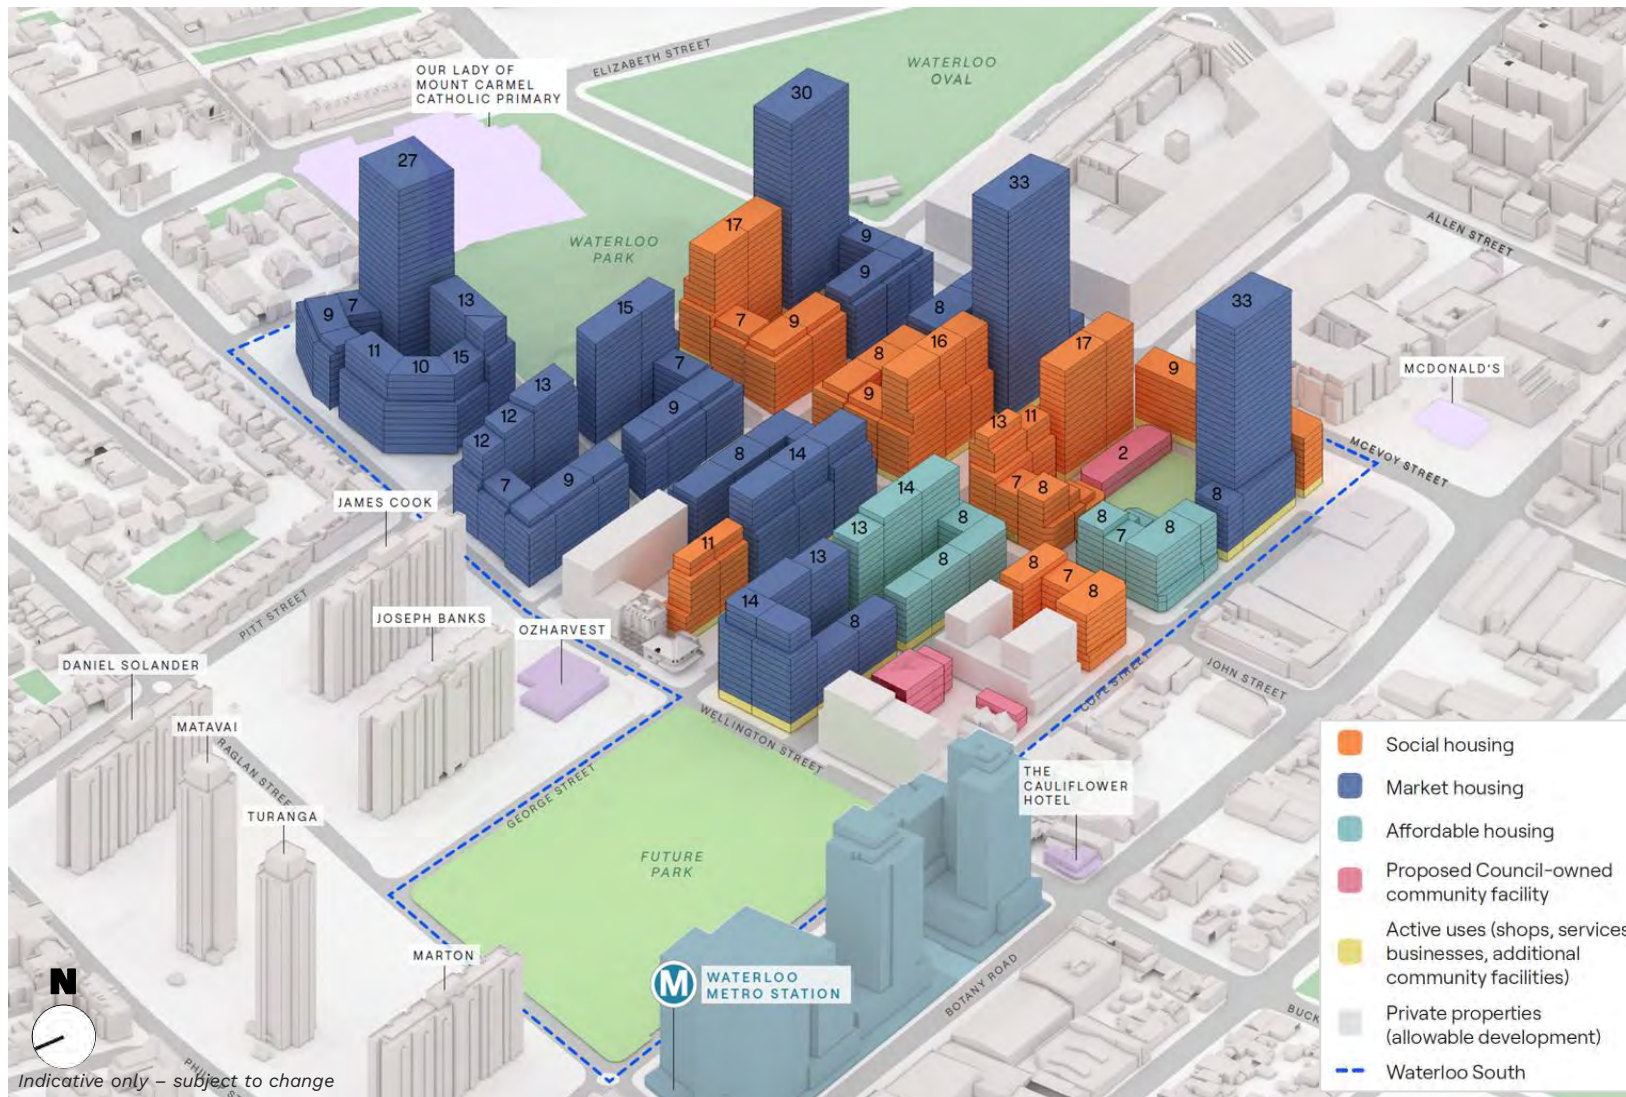 ELIZABETH STREET
WATERLOO
OVAL
OUR LADY OF
MOUNT CARMEL
CATHOLIC PRIMARY
30
27
33
17
ALLEN STREET
WATERLOO
PARK
9
9
13
15
8
33
7
9
7
9
16
17
11
15
8
10
7
9
MCDONALD'S
13
9
12
13
11
12
8
14
2
MCEVOY STREET
7
9
7
8
14
8
JAMES COOK
13
8
8
7
8
11
13
8
8
7
8
PITT STREET
JOSEPH BANKS
OZHARVEST
14
8
DANIEL SOLANDER
JOHN STREET
COPE STREET
MATAVAI
RAGLAN STREET
WELLINGTON STREET
THE
CAULIFLOWER
HOTEL
TURANGA
GEORGE STREET
FUTURE
PARK
MARTON
M
WATERLOO
METRO STATION
BOTANY ROAD
BUCK
N
PHILLIP ST
Indicative only – subject to change
Social housing
Market housing
Affordable housing
Proposed Council-owned
community facility
Active uses (shops, services
businesses, additional
community facilities)
Private properties
(allowable development)
Waterloo South